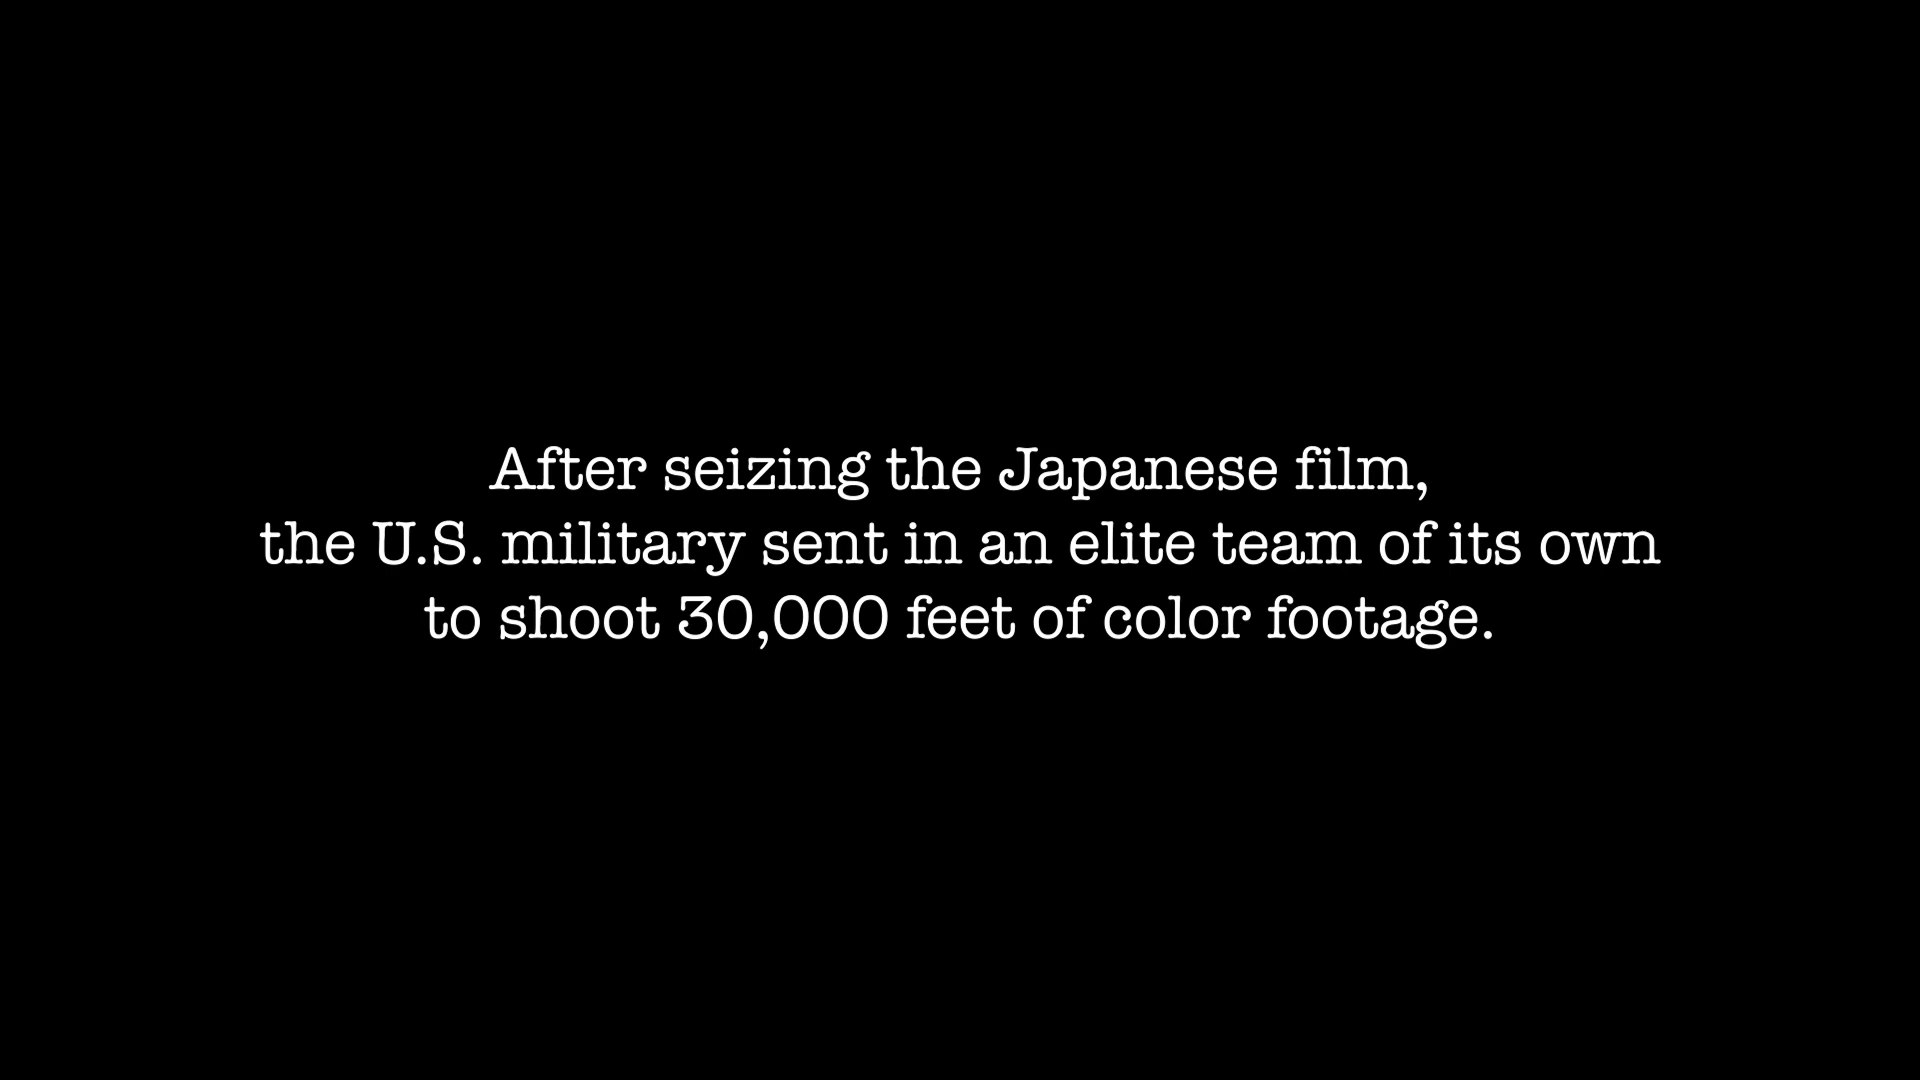 After seizing the Japanese film,
the U.S. military sent in an elite team of its own
to shoot 30,000 feet of color footage.